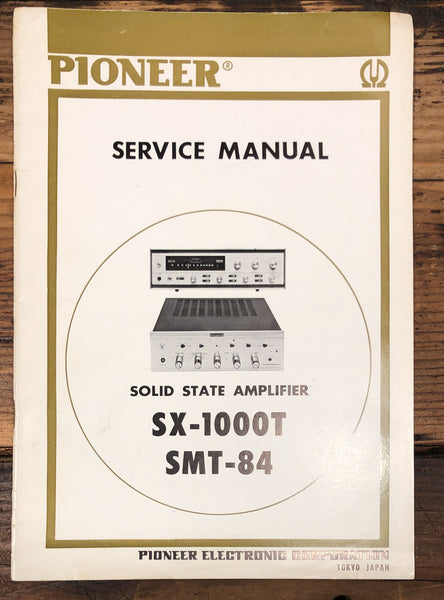 PIONEER®
SERVICE MANUAL
SOLID STATE AMPLIFIER
SX-1000T
SMT-84
PIONEER ELECTRONIC CORPORATION
TOKYO JAPAN